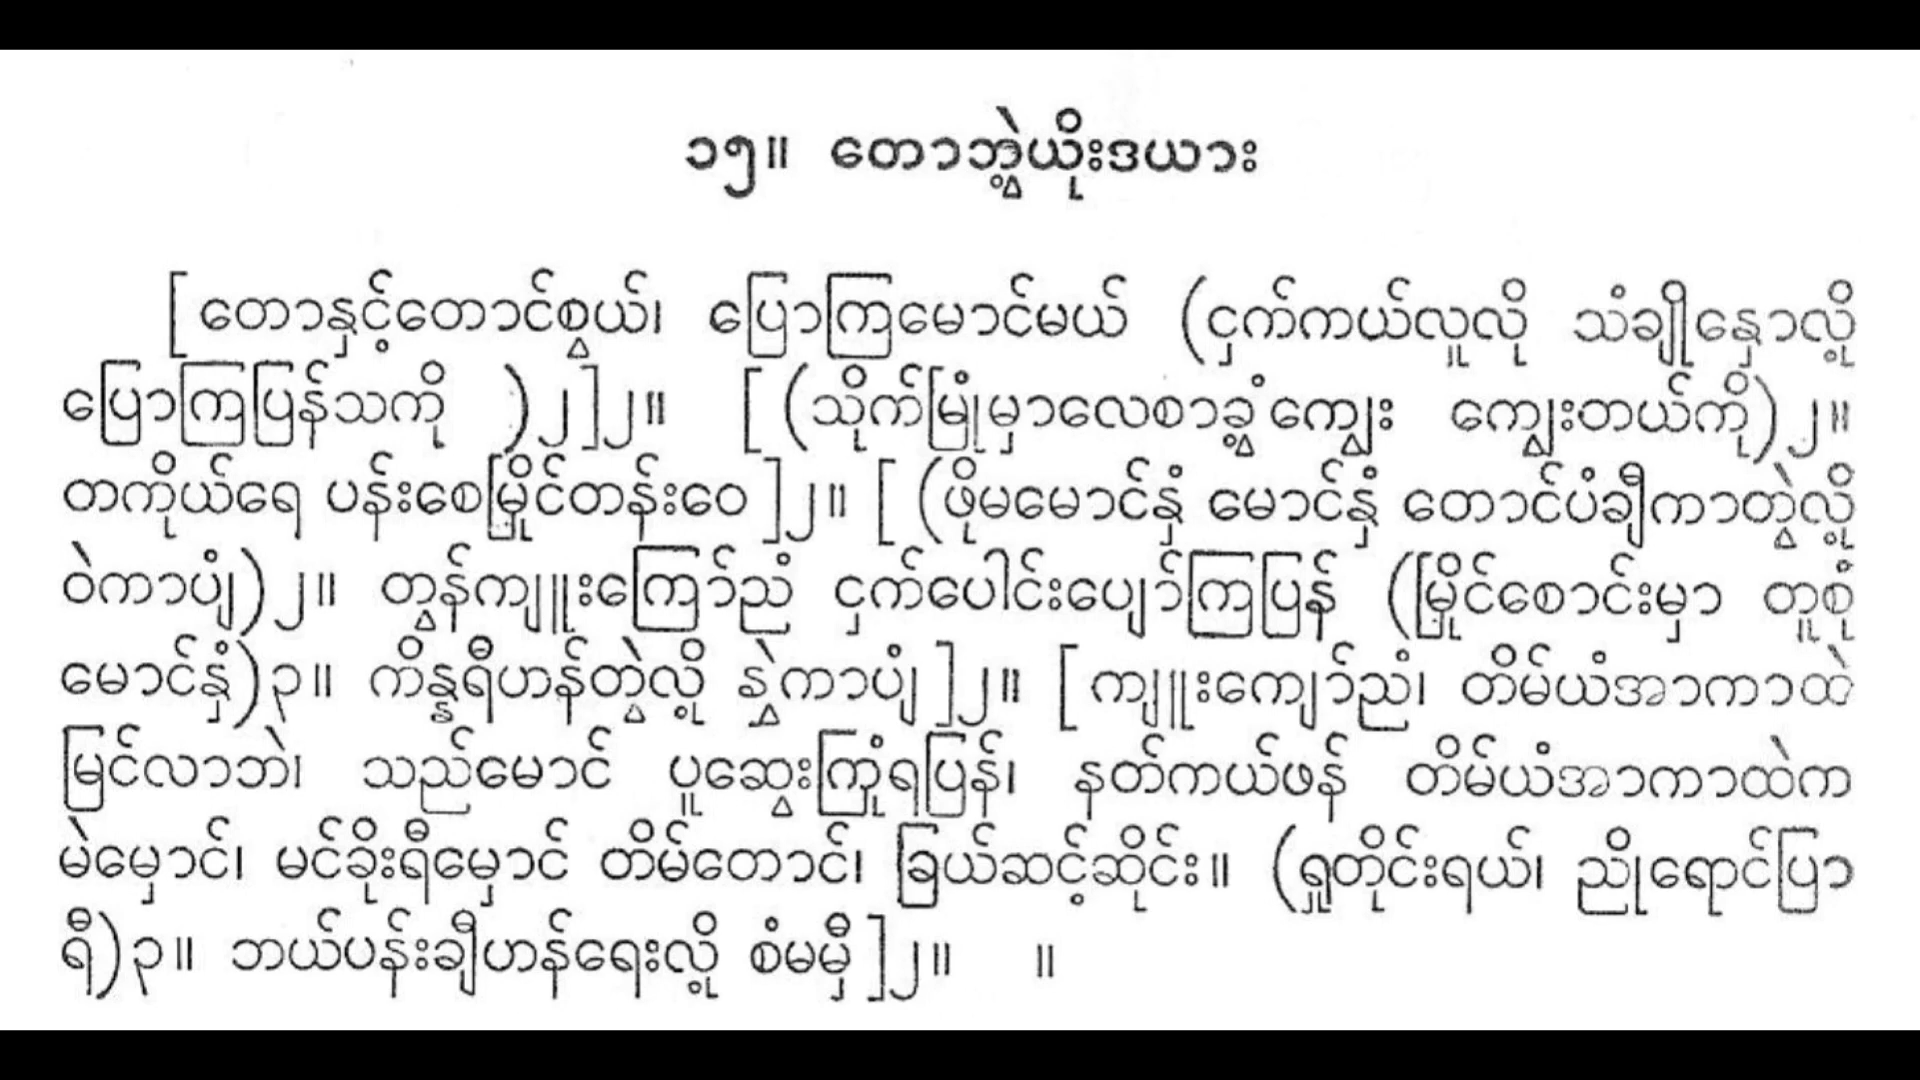 ၁၅။ တောဘွဲ့ယိုးဒယား
[ တောနှင့်တောင်စွယ်၊ ပြောကြမောင်မယ် (ငှက်ကယ်လူလို သံချိုနှောလို့
ပြောကြပြန်သကို )၂]၂။ [ (သိုက်မြုံမှာလေစာခွံ့ကျွေး ကျွေးတယ်ကို)၂။
တကိုယ်ရေ ပန်းစေမြှိုင်တန်းဝေ ]၂။ [ (ဖိုမမောင်နှံ မောင်နှံ တောင်ပံချီကာတွဲလို့
ဝဲကာပျံ)၂။ တွန်ကျူးကြော်ညံ ငှက်ပေါင်းပျော်ကြပြန် (မြှိုင်စောင်းမှာ တူစုံ
မောင်နှံ)၃။ ကိန္နရီဟန်တွဲလို့ နွှဲကာပျံ ]၂။ [ ကျူးကျော်ညံ၊ တိမ်ယံအာကာထဲ
မြင်လာဘဲ၊ သည်မောင် ပူဆွေးကြုံရပြန်၊ နတ်ကယ်ဖန် တိမ်ယံအာကာထဲက
မဲမှောင်၊ မင်ခိုးရီမှောင် တိမ်တောင်၊ ခြယ်ဆင့်ဆိုင်း။ (ရှုတိုင်းရယ်၊ ညိုရောင်ပြာ
ရီ)၃။ ဘယ်ပန်းချီဟန်ရေးလို့ စံမမှီ ]၂။ ။